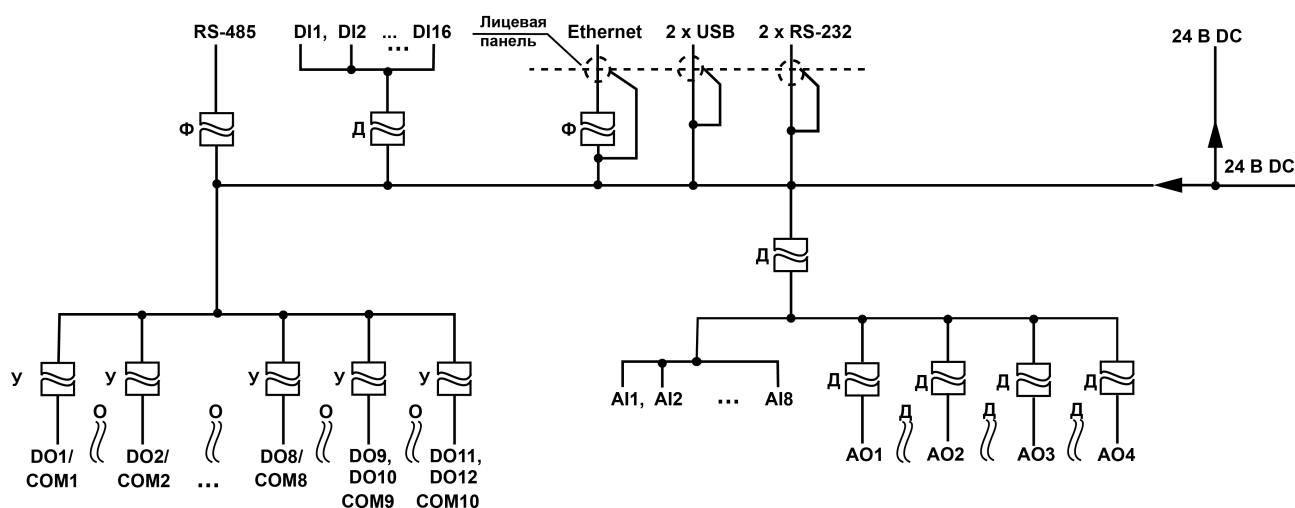 RS-485
DI1, DI2 ... DI16
...
Лицевая
панель
Ethernet
2 x USB
2 x RS-232
24 В DC
Ф
Д
Ф
24 В DC
Д
У
У
У
У
У
О
О
О
О
DO1/
COM1
DO2/
COM2
...
...
DO8/
COM8
DO9,
DO10
COM9
DO11,
DO12
COM10
AI1, AI2 ... AI8
Д
Д
Д
Д
Д
Д
Д
AO1
AO2
AO3
AO4